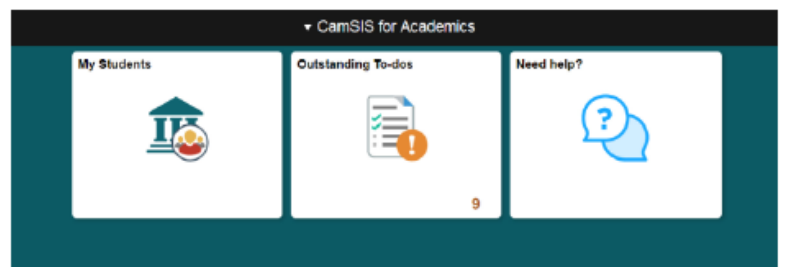 ▾ CamSIS for Academics
My Students
Outstanding To-dos
Need help?
?
!
9